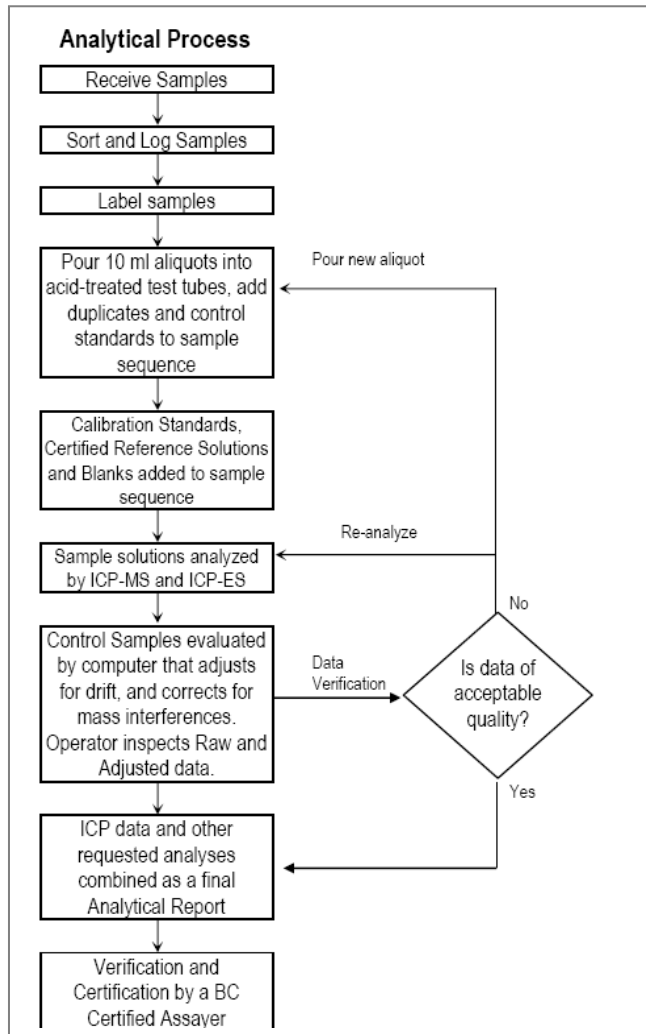 Analytical Process
Receive Samples
Sort and Log Samples
Label samples
Pour 10 ml aliquots into
acid-treated test tubes, add
duplicates and control
standards to sample
sequence
Pour new aliquot
Calibration Standards,
Certified Reference Solutions
and Blanks added to sample
sequence
Re-analyze
Sample solutions analyzed
by ICP-MS and ICP-ES
No
Control Samples evaluated
by computer that adjusts
for drift, and corrects for
mass interferences.
Operator inspects Raw and
Adjusted data.
Data
Verification
Is data of
acceptable
quality?
Yes
ICP data and other
requested analyses
combined as a final
Analytical Report
Verification and
Certification by a BC
Certified Assayer